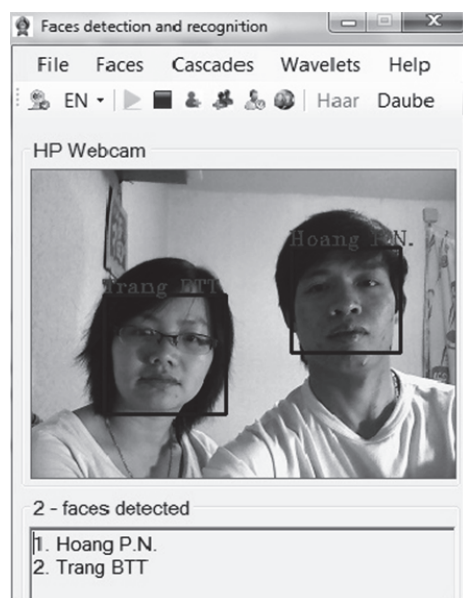 Faces detection and recognition
File Faces Cascades Wavelets Help
EN Haar Daube
HP Webcam
Hoang P.N.
Trang BTT
2 - faces detected
1. Hoang P.N.
2. Trang BTT